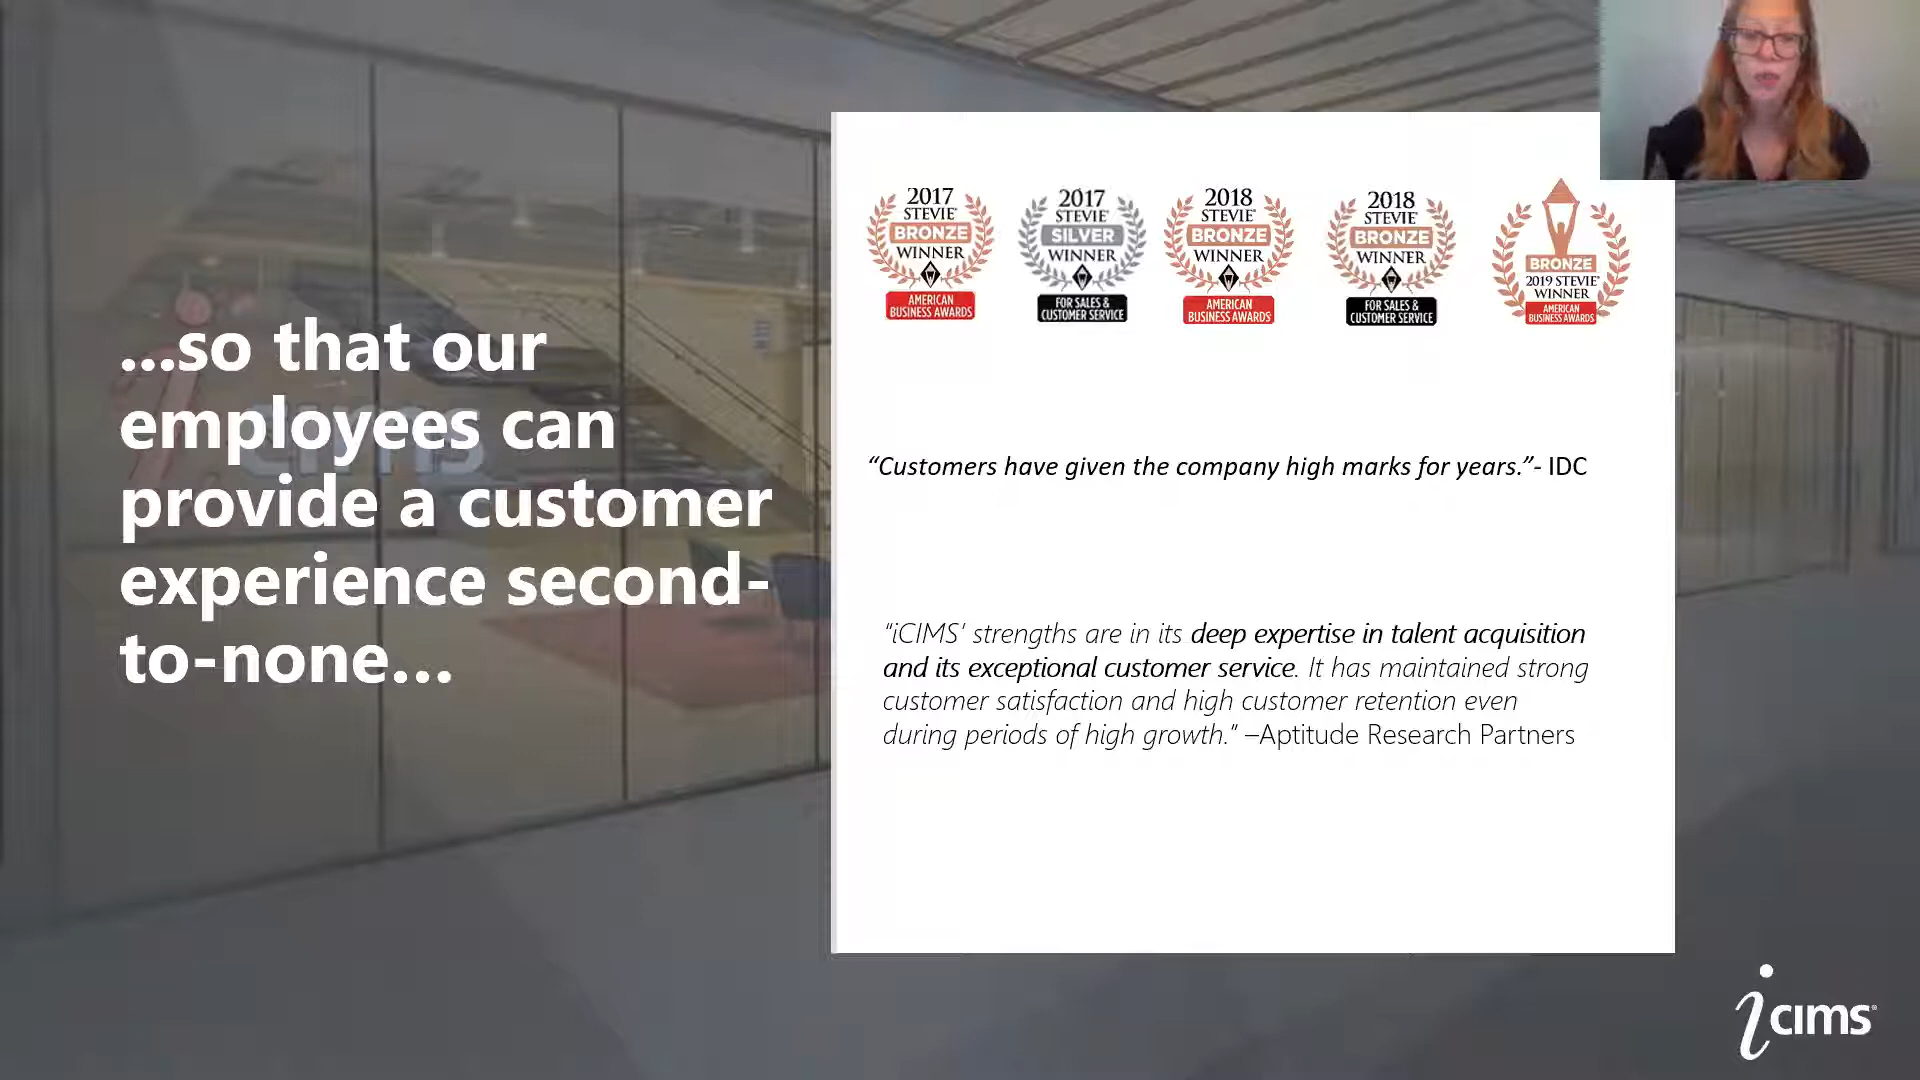 ...so that our
employees can
provide a customer
experience second-
to-none...
2017
STEVIE®
BRONZE
WINNER
AMERICAN
BUSINESS AWARDS
2017
STEVIE®
SILVER
WINNER
FOR SALES &
CUSTOMER SERVICE
2018
STEVIE®
BRONZE
WINNER
AMERICAN
BUSINESS AWARDS
2018
STEVIE®
BRONZE
WINNER
FOR SALES &
CUSTOMER SERVICE
BRONZE
2019 STEVIE®
WINNER
AMERICAN
BUSINESS AWARDS
“Customers have given the company high marks for years.”- IDC
“iCIMS’ strengths are in its deep expertise in talent acquisition
and its exceptional customer service. It has maintained strong
customer satisfaction and high customer retention even
during periods of high growth.” –Aptitude Research Partners
icims
iCIMS®